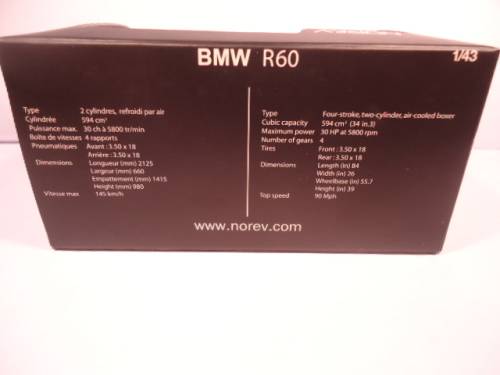 BMW R60
1/43
Type 2 cylindres, refroidi par air
Cylindrée 594 cm³
Puissance max. 30 ch à 5800 tr/min
Boîte de vitesses 4 rapports
Pneumatiques Avant : 3.50 x 18
Arrière : 3.50 x 18
Dimensions Longueur (mm) 2125
Largeur (mm) 660
Empattement (mm) 1415
Height (mm) 980
Vitesse max 145 km/h
Type Four-stroke, two-cylinder, air-cooled boxer
Cubic capacity 594 cm³ (34 in.3)
Maximum power 30 HP at 5800 rpm
Number of gears 4
Tires Front : 3.50 x 18
Rear : 3.50 x 18
Dimensions Length (in) 84
Width (in) 26
Wheelbase (in) 55.7
Height (in) 39
Top speed 90 Mph
www.norev.com